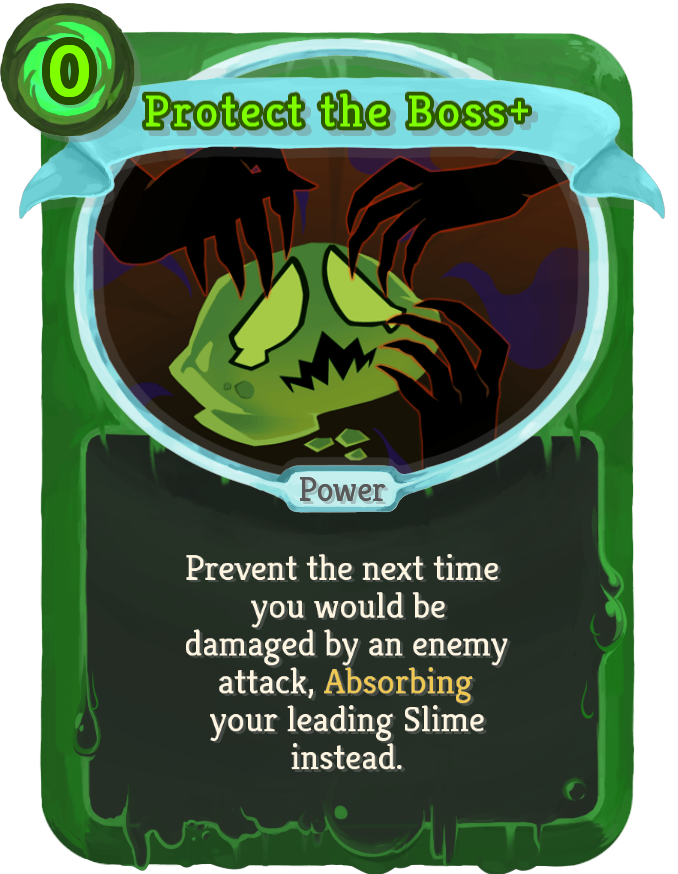 0
Protect the Boss+
Power
Prevent the next time
you would be
damaged by an enemy
attack, Absorbing
your leading Slime
instead.